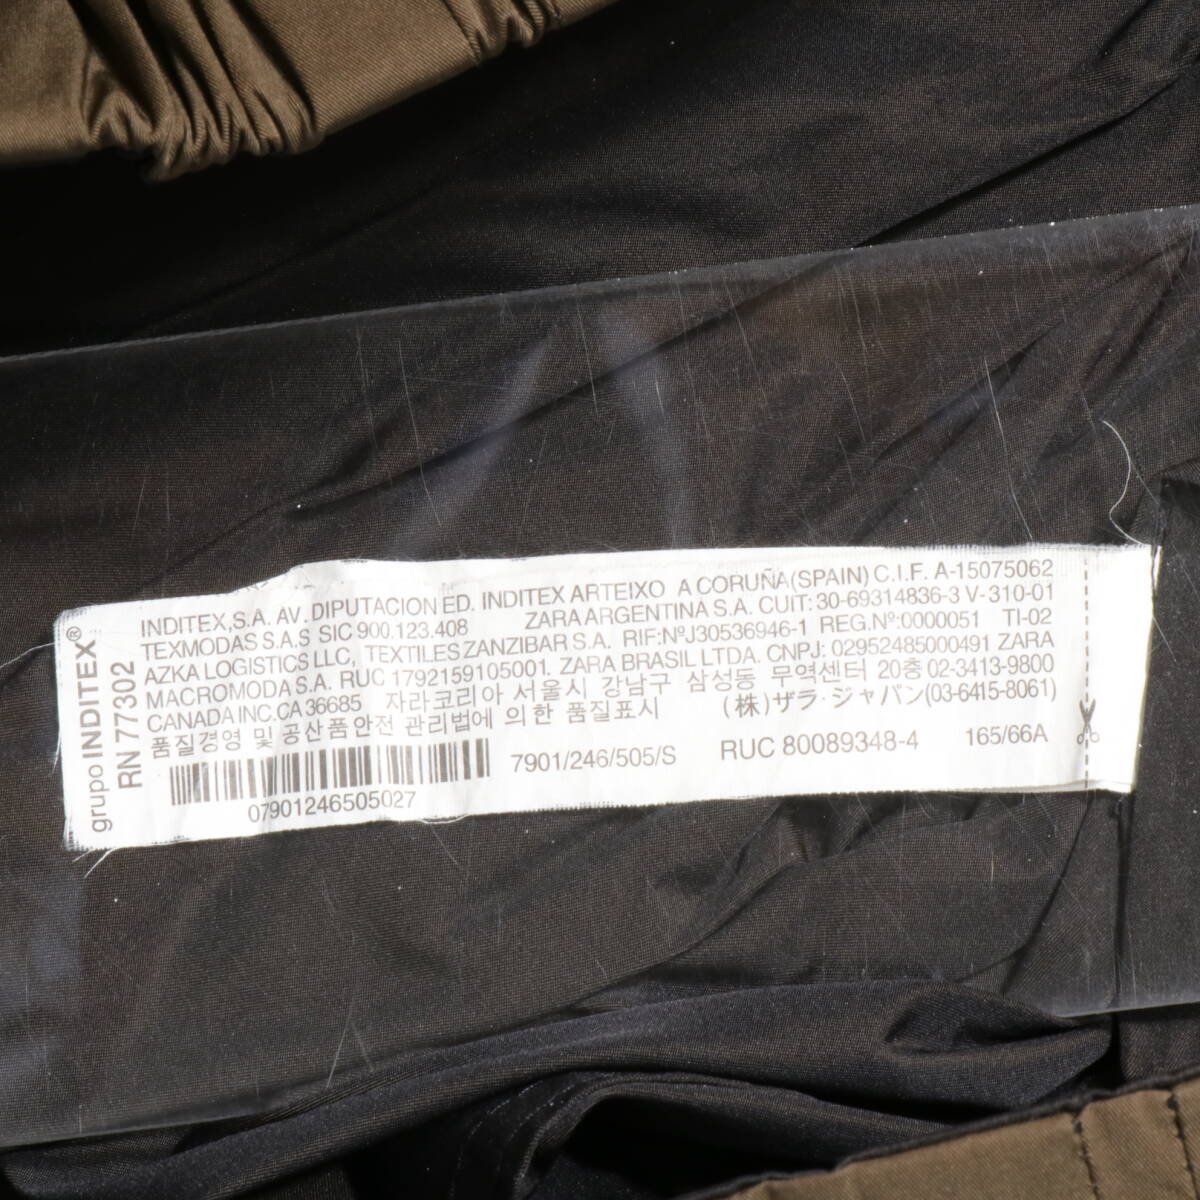 grupo INDITEX®
RN 77302
INDITEX,S.A. AV. DIPUTACION ED. INDITEX ARTEIXO A CORUÑA (SPAIN) C.I.F. A-15075062
TEXMODAS S.A.S SIC 900.123.408 ZARA ARGENTINA S.A. CUIT: 30-69314836-3 V-310-01
AZKA LOGISTICS LLC, TEXTILES ZANZIBAR S.A. RIF:NºJ30536946-1 REG.Nº:0000051 TI-02
MACROMODA S.A. RUC 1792159105001. ZARA BRASIL LTDA. CNPJ: 02952485000491 ZARA
CANADA INC. CA 36685 자라코리아 서울시 강남구 삼성동 무역센터 20층 02-3413-9800
품질경영 및 공산품안전 관리법에 의한 품질표시 (株)ザラ・ジャパン(03-6415-8061)
7901/246/505/S RUC 80089348-4 165/66A
07901246505027